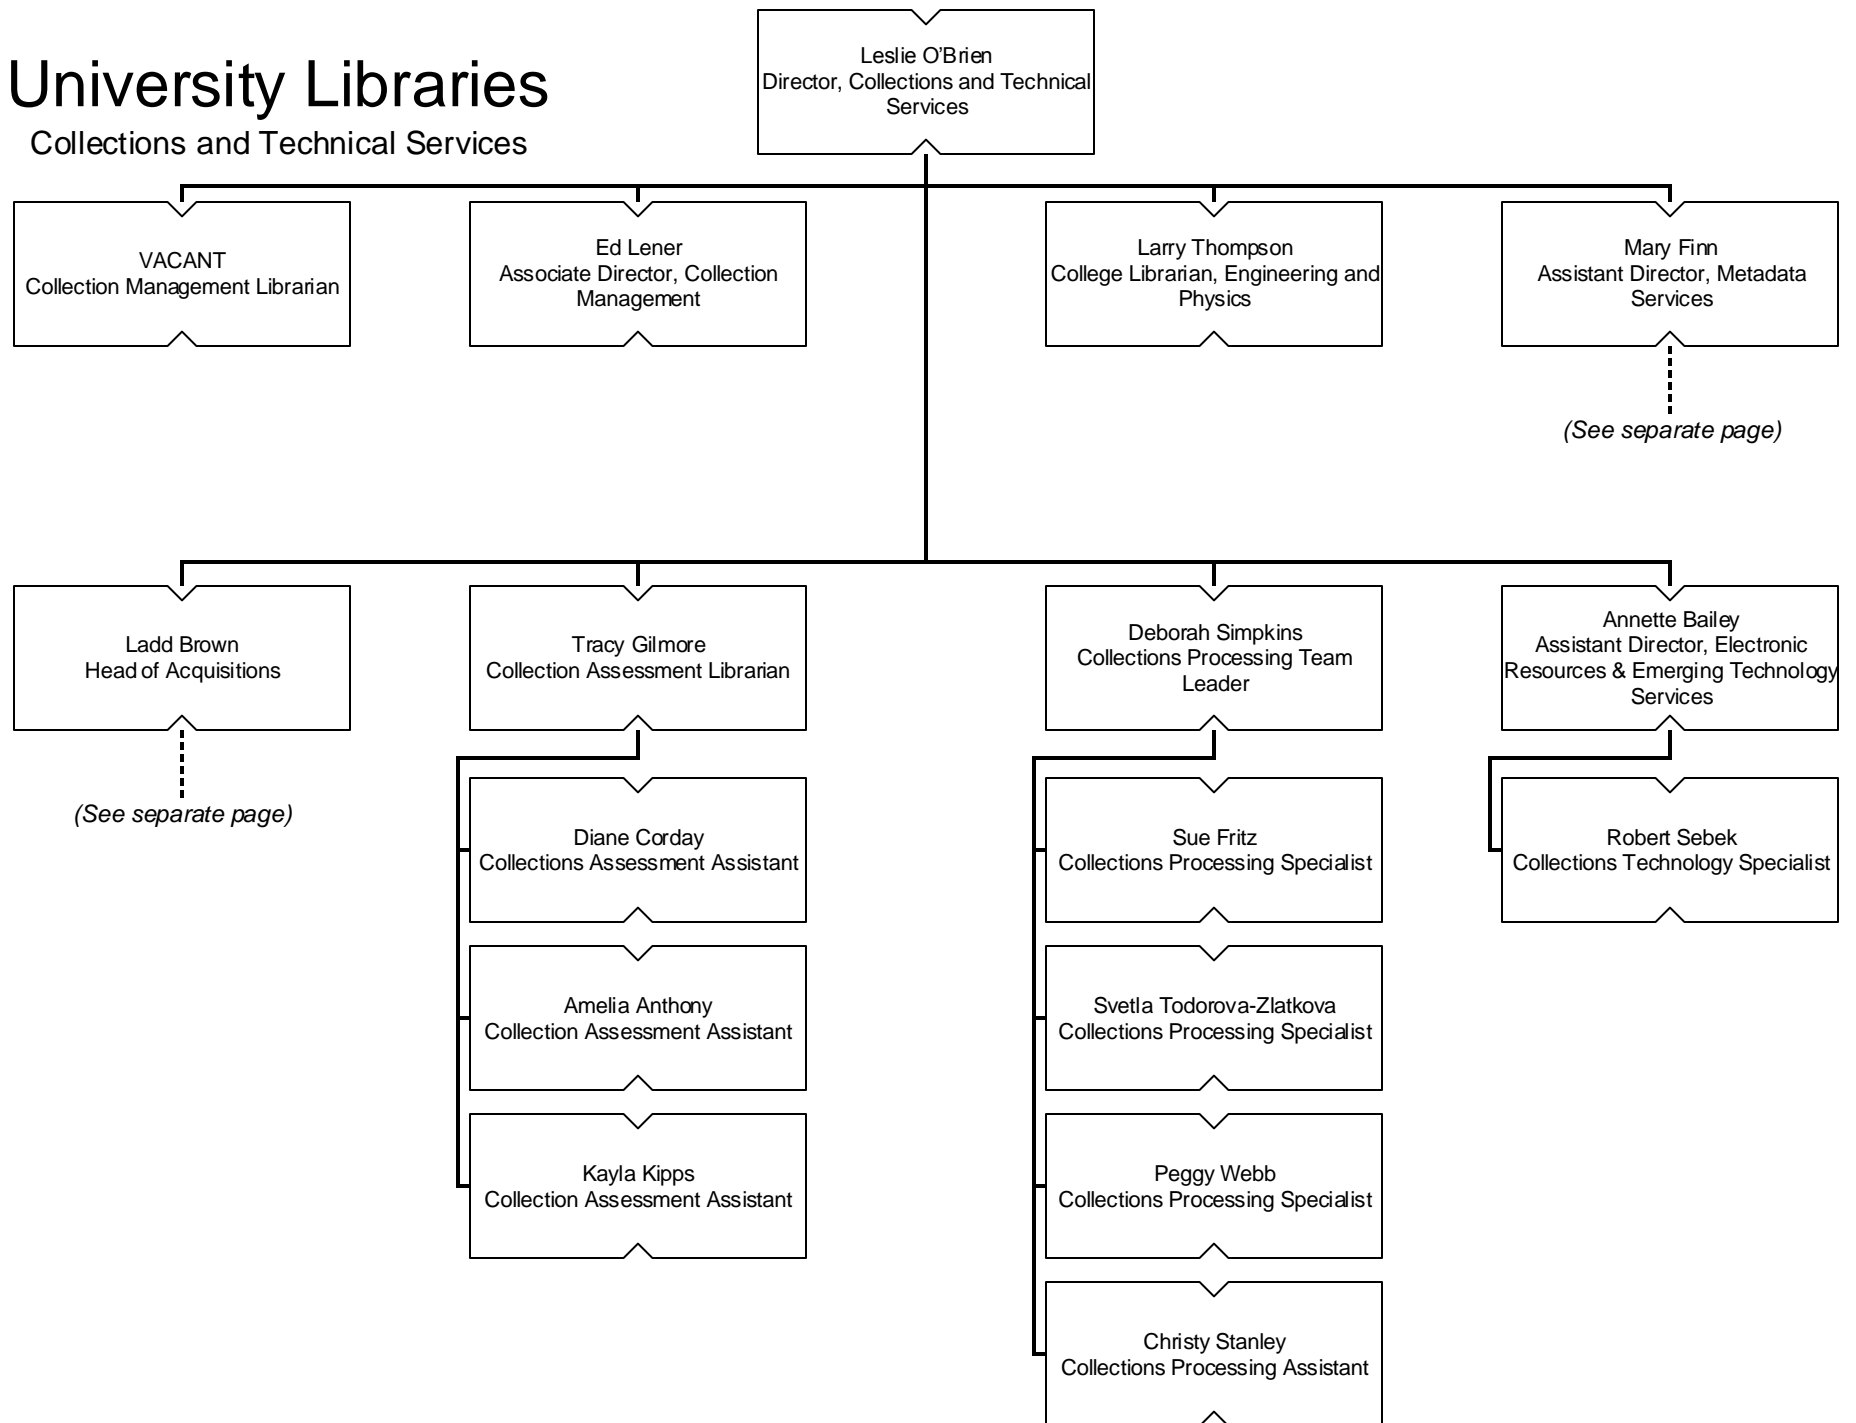 University Libraries
Collections and Technical Services
Leslie O’Brien
Director, Collections and Technical
Services
VACANT
Collection Management Librarian
Ed Lener
Associate Director, Collection
Management
Larry Thompson
College Librarian, Engineering and
Physics
Mary Finn
Assistant Director, Metadata
Services
(See separate page)
Ladd Brown
Head of Acquisitions
(See separate page)
Tracy Gilmore
Collection Assessment Librarian
Diane Corday
Collections Assessment Assistant
Amelia Anthony
Collection Assessment Assistant
Kayla Kipps
Collection Assessment Assistant
Deborah Simpkins
Collections Processing Team
Leader
Sue Fritz
Collections Processing Specialist
Svetla Todorova-Zlatkova
Collections Processing Specialist
Peggy Webb
Collections Processing Specialist
Christy Stanley
Collections Processing Assistant
Annette Bailey
Assistant Director, Electronic
Resources & Emerging Technology
Services
Robert Sebek
Collections Technology Specialist